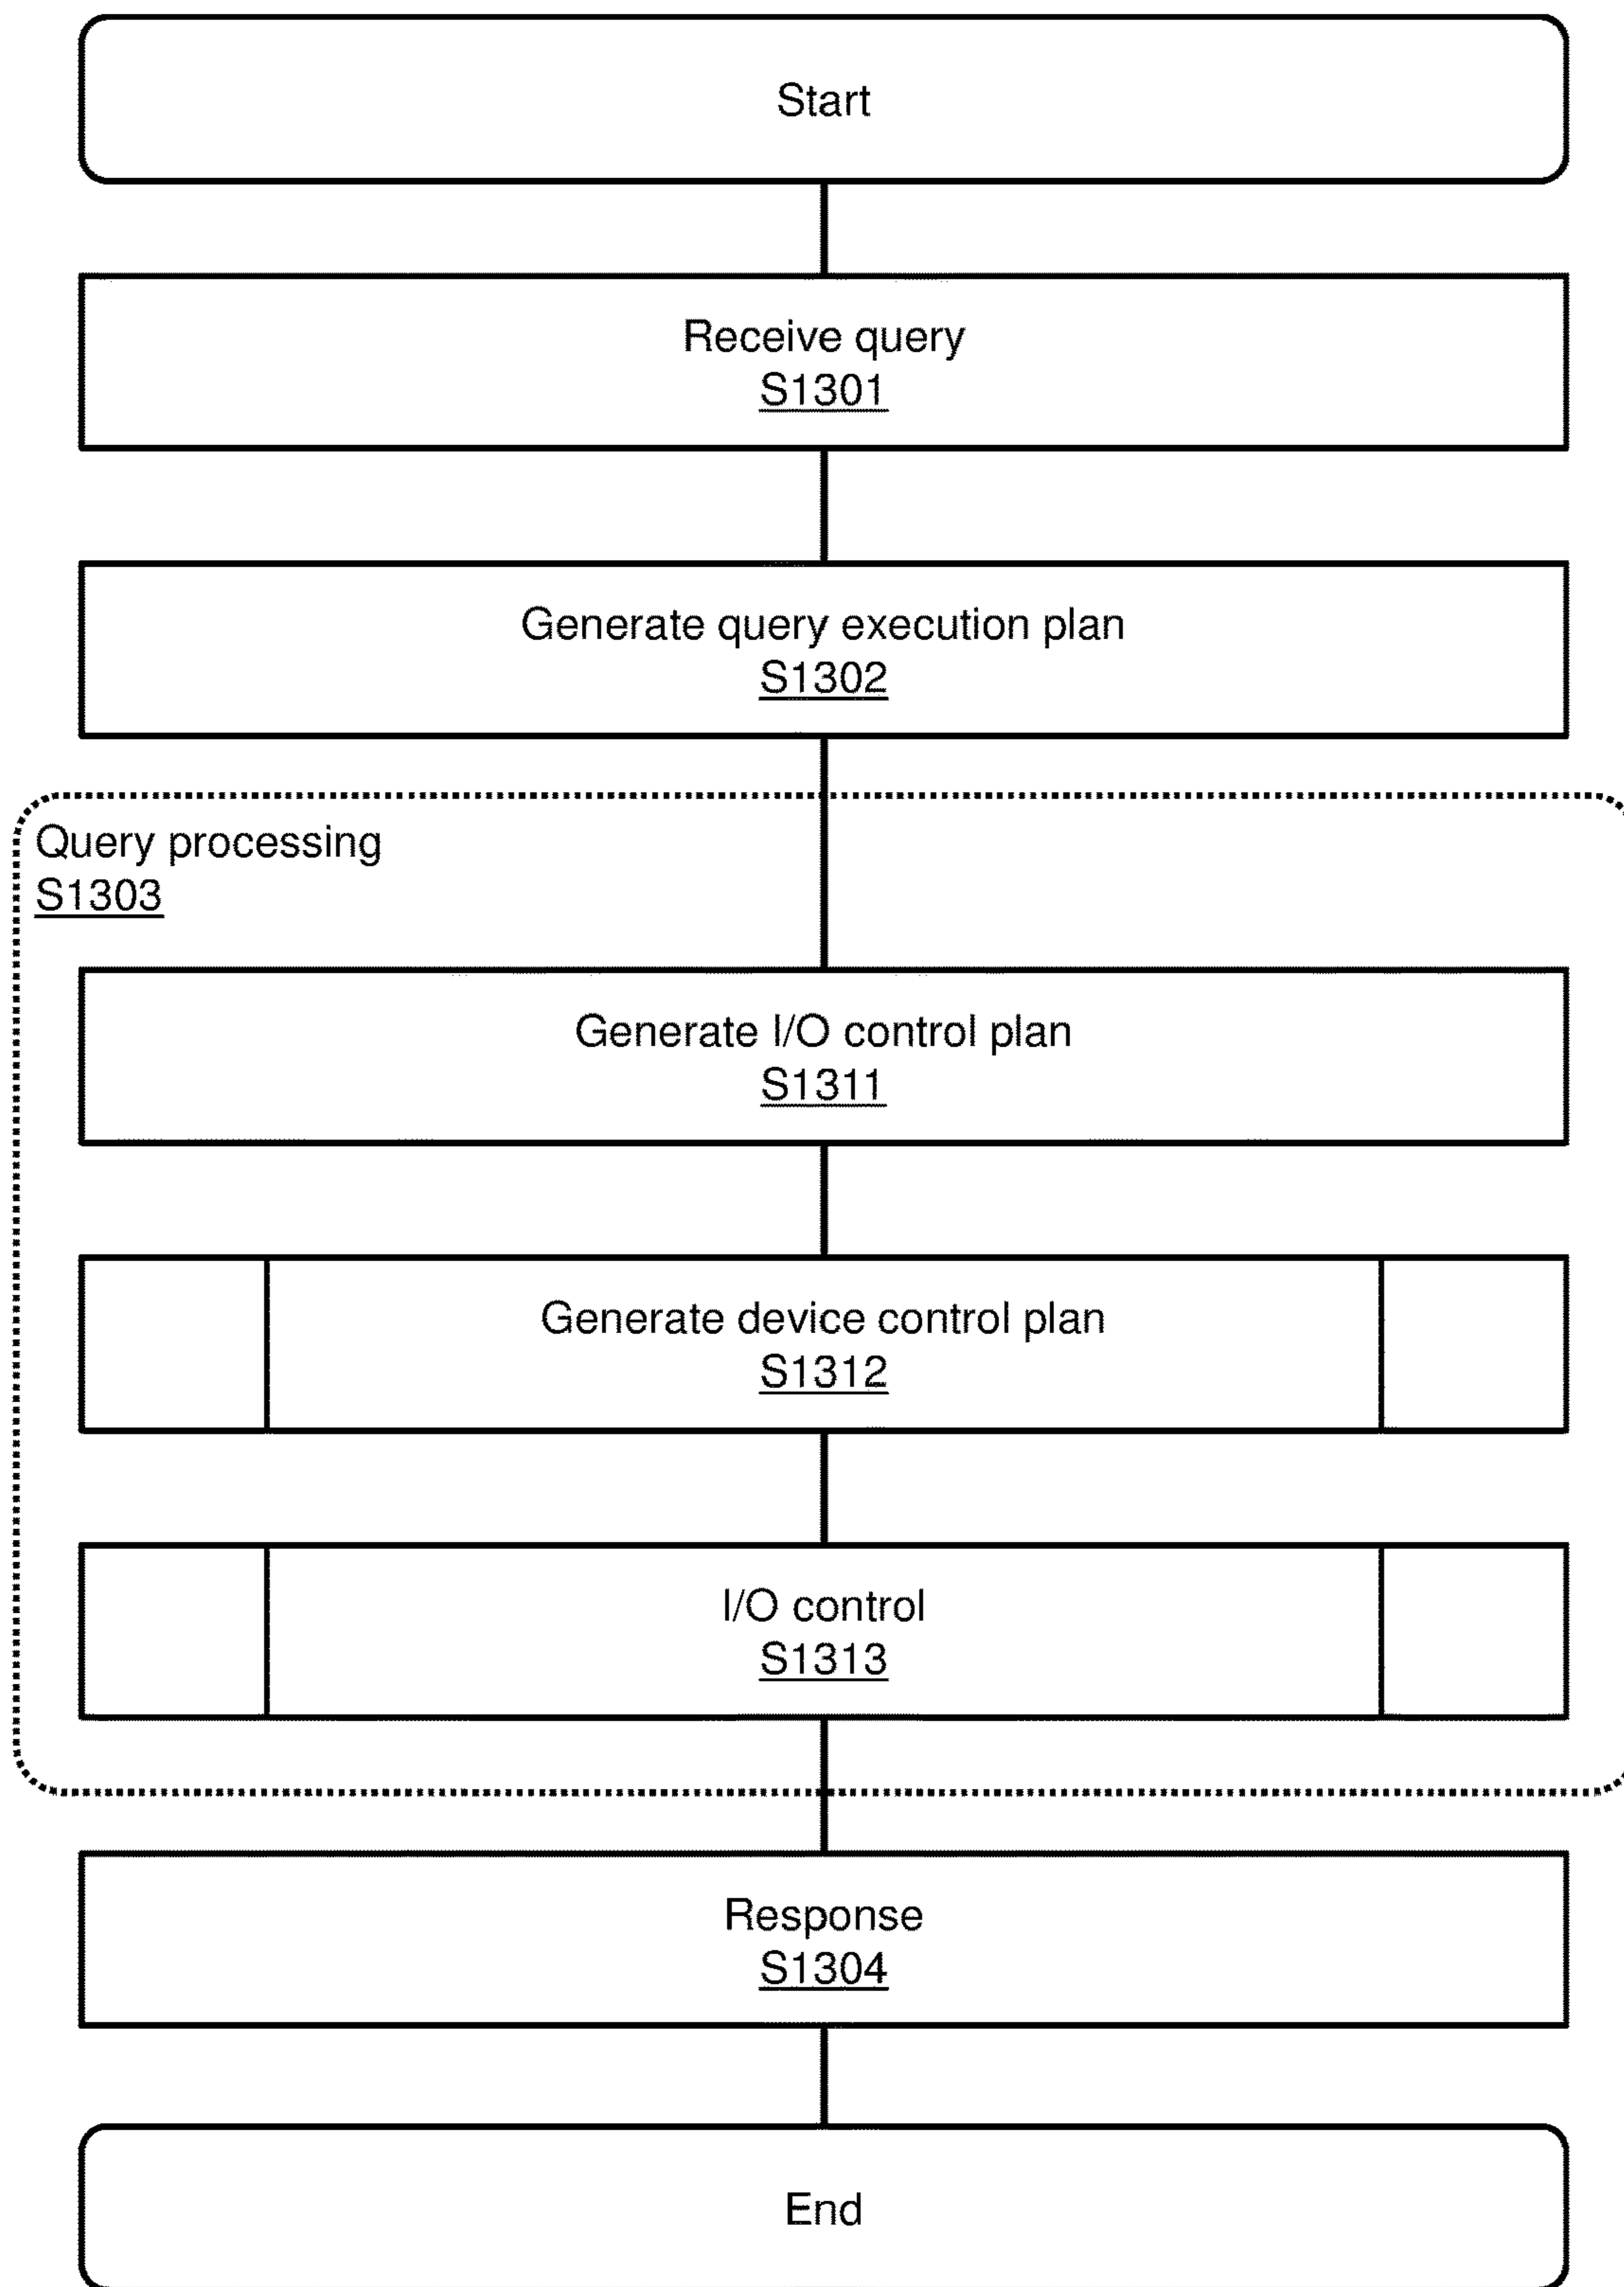 Start
Receive query
S1301
Generate query execution plan
S1302
Query processing
S1303
Generate I/O control plan
S1311
Generate device control plan
S1312
I/O control
S1313
Response
S1304
End